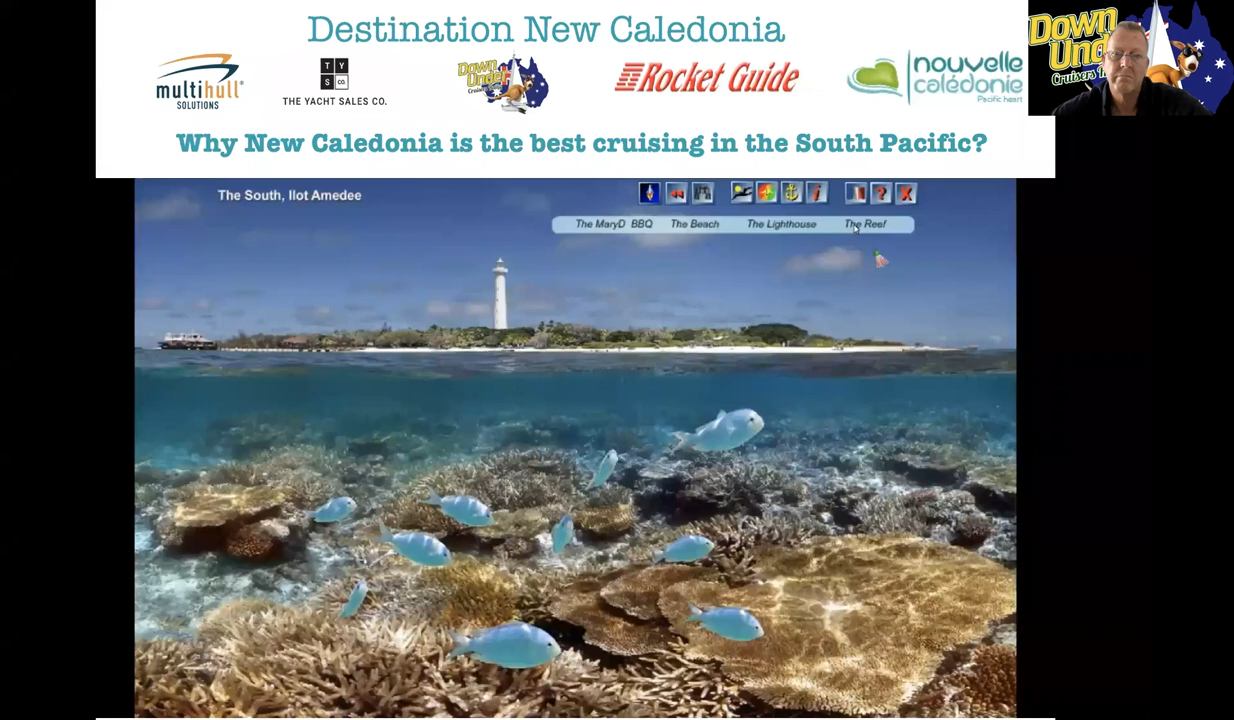 Destination New Caledonia
multihull
SOLUTIONS
TY
S CO.
THE YACHT SALES CO.
Down
Under
Rocket Guide
nouvelle
calédonie
Pacific heart
Down
Under
Cruisers
Why New Caledonia is the best cruising in the South Pacific?
The South, Ilot Amedee
The MaryD BBQ The Beach The Lighthouse The Reef